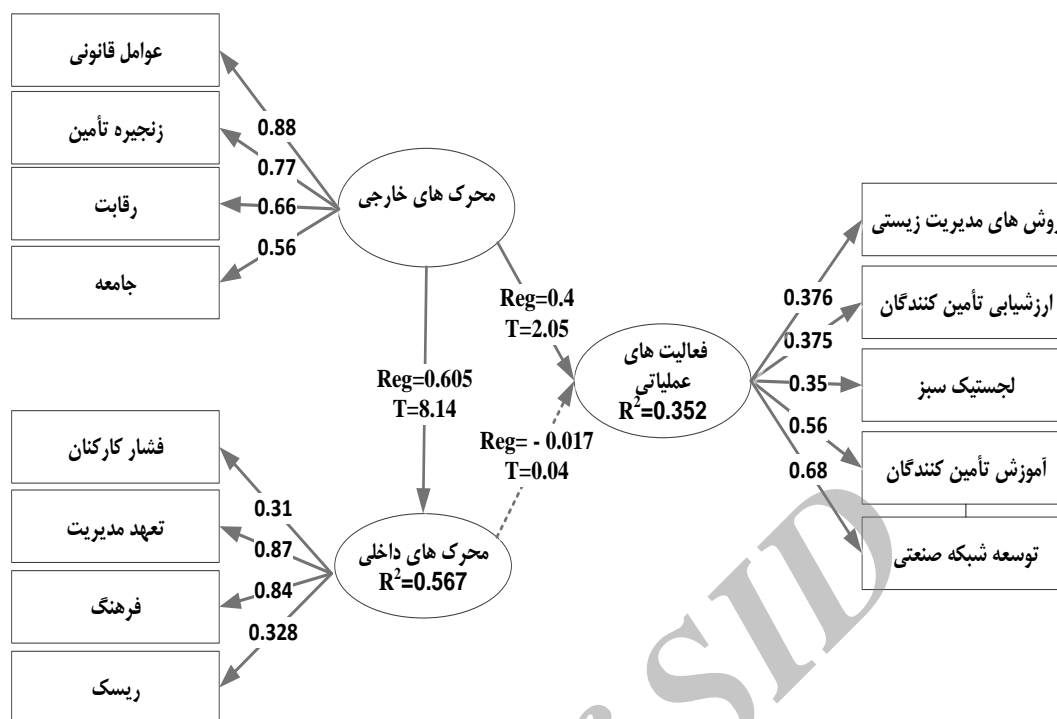 عوامل قانونی
زنجیره تأمین
رقابت
جامعه
0.88
0.77
0.66
0.56
محرک های خارجی
Reg=0.4
T=2.05
Reg=0.605
T=8.14
Reg= - 0.017
T=0.04
فعالیت های
عملیاتی
R²=0.352
0.376
0.375
0.35
0.56
0.68
روش های مدیریت زیستی
ارزشیابی تأمین کنندگان
لجستیک سبز
آموزش تأمین کنندگان
توسعه شبکه صنعتی
فشار کارکنان
تعهد مدیریت
فرهنگ
ریسک
0.31
0.87
0.84
0.328
محرک های داخلی
R²=0.567
SID